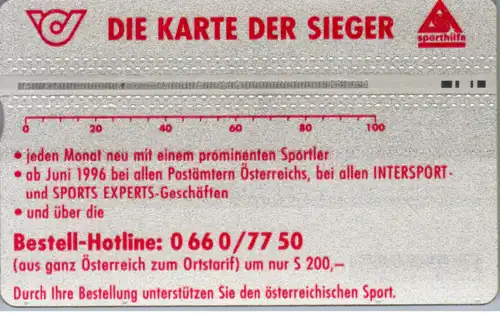 DIE KARTE DER SIEGER
sporthilfe
0 20 40 60 80 100
• jeden Monat neu mit einem prominenten Sportler
• ab Juni 1996 bei allen Postämtern Österreichs, bei allen INTERSPORT-
und SPORTS EXPERTS-Geschäften
• und über die
Bestell-Hotline: 0 66 0/77 50
(aus ganz Österreich zum Ortstarif) um nur S 200,–
Durch Ihre Bestellung unterstützen Sie den österreichischen Sport.